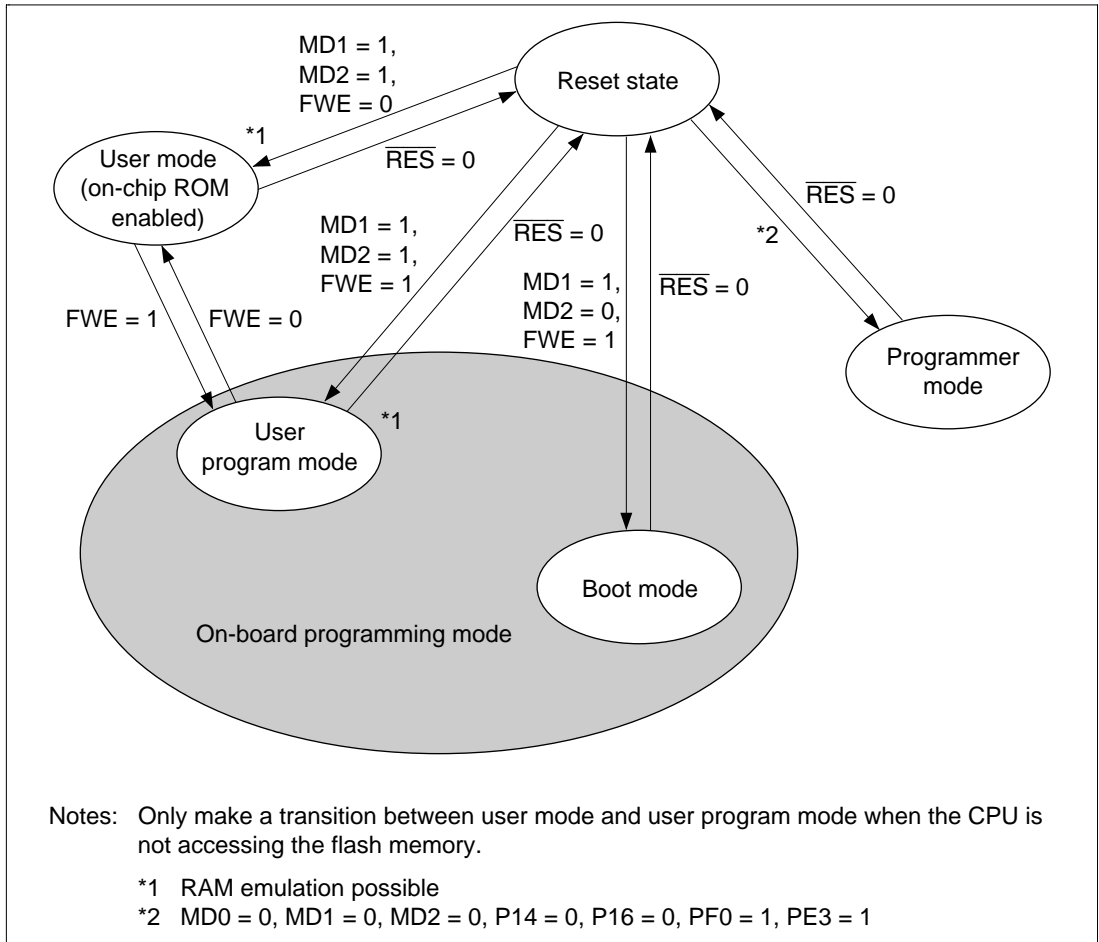 MD1 = 1,
MD2 = 1,
FWE = 0
Reset state
*1
User mode
(on-chip ROM
enabled)
R̅E̅S̅ = 0
R̅E̅S̅ = 0
*2
MD1 = 1,
MD2 = 1,
FWE = 1
R̅E̅S̅ = 0
MD1 = 1,
MD2 = 0,
FWE = 1
R̅E̅S̅ = 0
FWE = 1
FWE = 0
Programmer
mode
User
program mode
*1
Boot mode
On-board programming mode
Notes: Only make a transition between user mode and user program mode when the CPU is
not accessing the flash memory.
*1 RAM emulation possible
*2 MD0 = 0, MD1 = 0, MD2 = 0, P14 = 0, P16 = 0, PF0 = 1, PE3 = 1